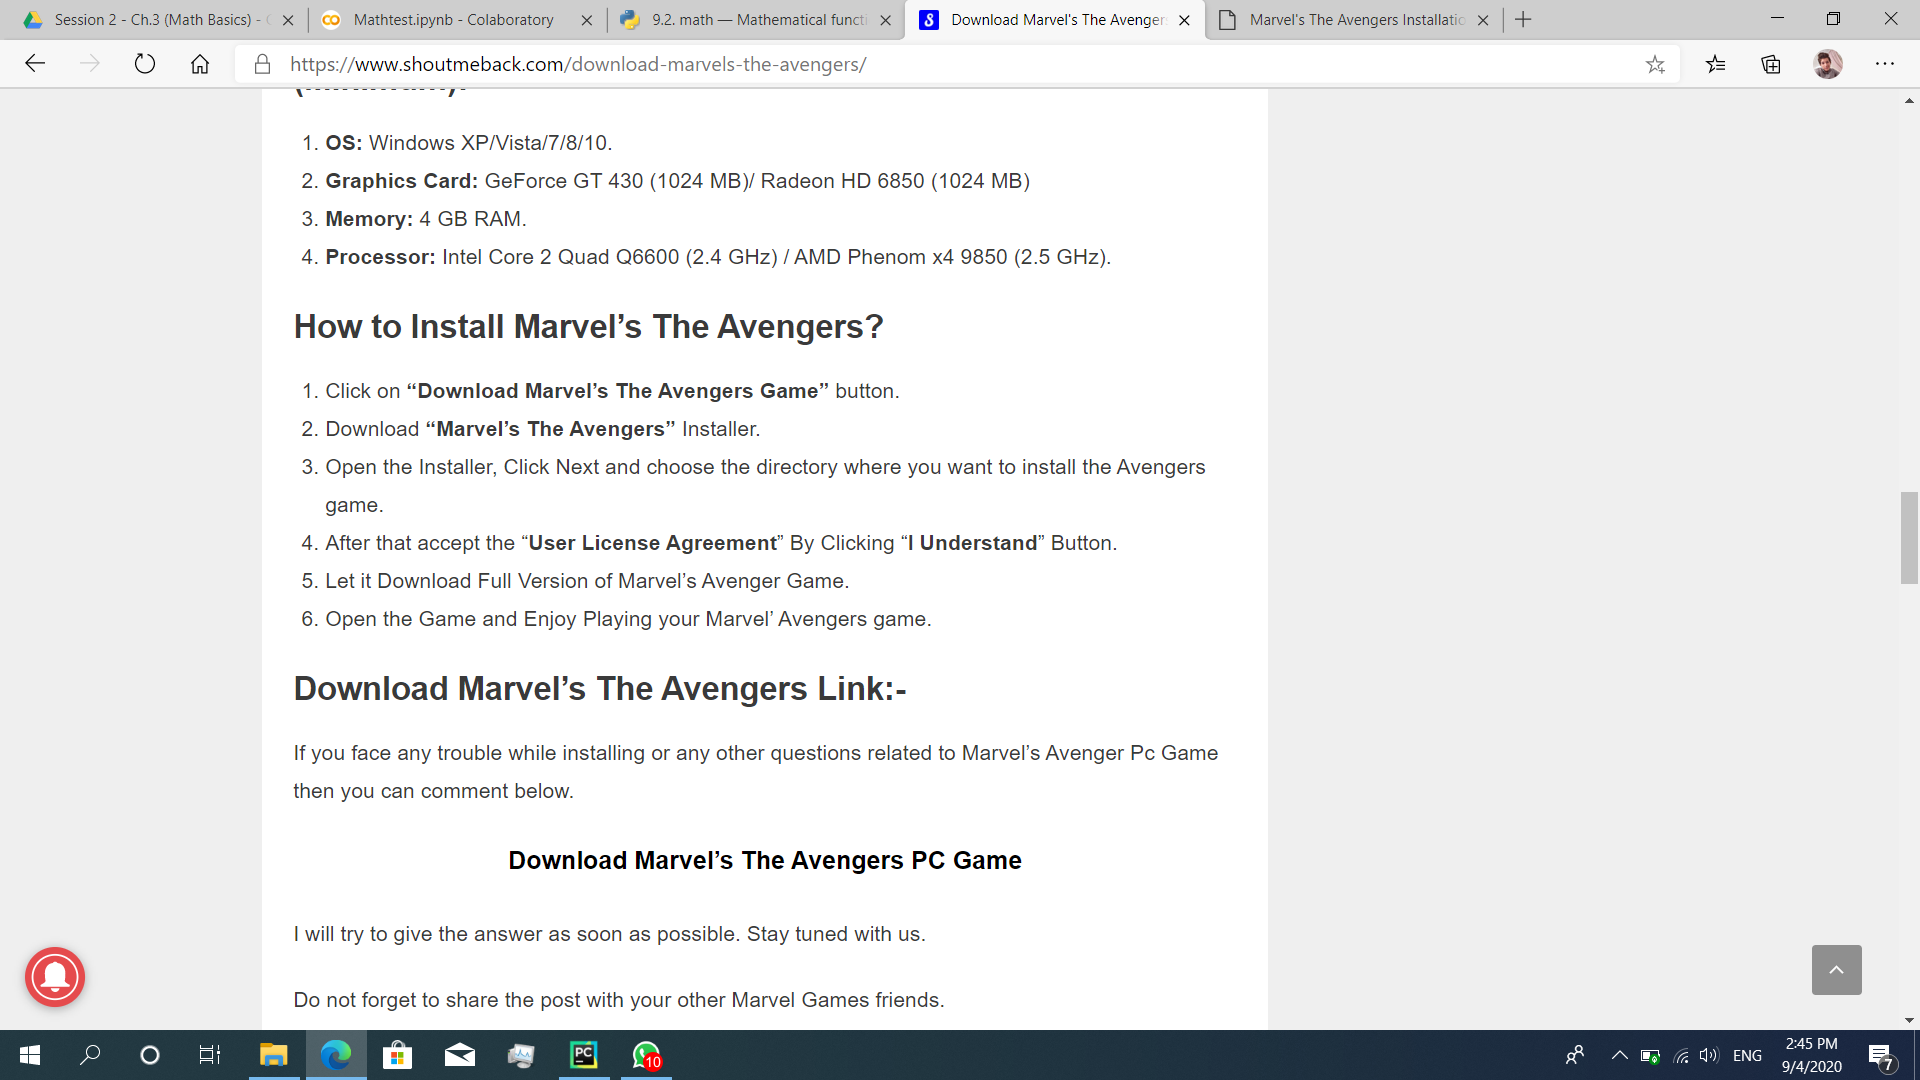 Session 2 - Ch.3 (Math Basics) -
Mathtest.ipynb - Colaboratory
9.2. math — Mathematical functi
Download Marvel's The Avenger
Marvel's The Avengers Installatio
https://www.shoutmeback.com/download-marvels-the-avengers/
1. OS: Windows XP/Vista/7/8/10.
2. Graphics Card: GeForce GT 430 (1024 MB)/ Radeon HD 6850 (1024 MB)
3. Memory: 4 GB RAM.
4. Processor: Intel Core 2 Quad Q6600 (2.4 GHz) / AMD Phenom x4 9850 (2.5 GHz).
How to Install Marvel’s The Avengers?
1. Click on “Download Marvel’s The Avengers Game” button.
2. Download “Marvel’s The Avengers” Installer.
3. Open the Installer, Click Next and choose the directory where you want to install the Avengers
game.
4. After that accept the “User License Agreement” By Clicking “I Understand” Button.
5. Let it Download Full Version of Marvel’s Avenger Game.
6. Open the Game and Enjoy Playing your Marvel’ Avengers game.
Download Marvel’s The Avengers Link:-
If you face any trouble while installing or any other questions related to Marvel’s Avenger Pc Game
then you can comment below.
Download Marvel’s The Avengers PC Game
I will try to give the answer as soon as possible. Stay tuned with us.
Do not forget to share the post with your other Marvel Games friends.
PC
10
ENG
2:45 PM
9/4/2020
7